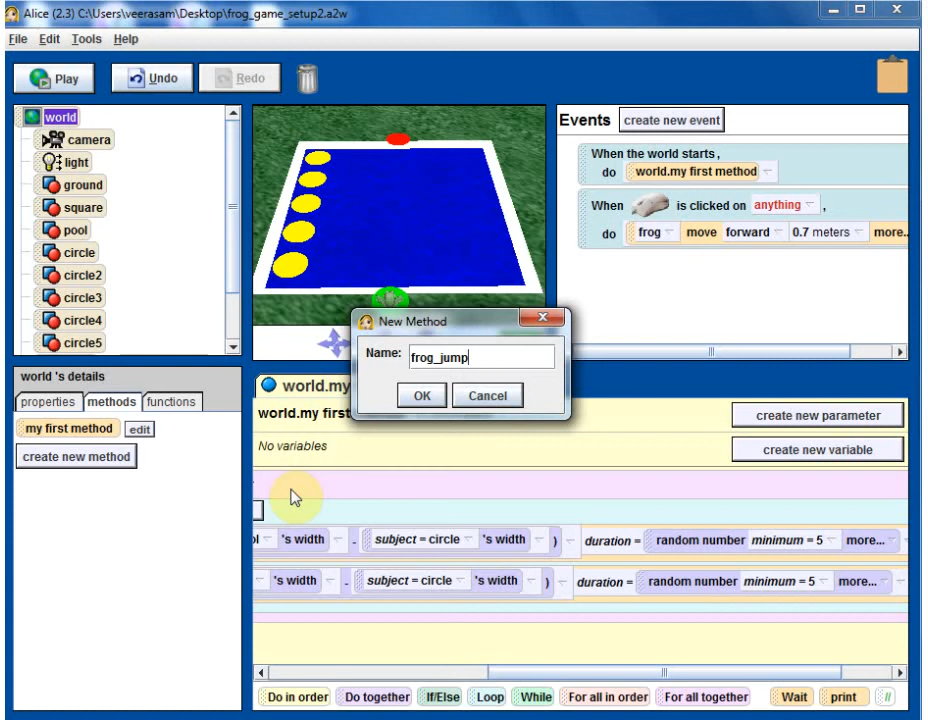 Alice (2.3) C:\Users\veerasam\Desktop\frog_game_setup2.a2w
File Edit Tools Help
Play Undo Redo
world
camera
light
ground
square
pool
circle
circle2
circle3
circle4
circle5
Events create new event
When the world starts,
do world.my first method
When is clicked on anything ,
do frog move forward 0.7 meters more..
New Method
Name: frog_jump
OK Cancel
world 's details
properties methods functions
my first method edit
create new method
world.my
world.my first
create new parameter
No variables
create new variable
's width - ( subject = circle 's width ) duration = random number minimum = 5 more...
's width - ( subject = circle 's width ) duration = random number minimum = 5 more...
Do in order Do together If/Else Loop While For all in order For all together Wait print //